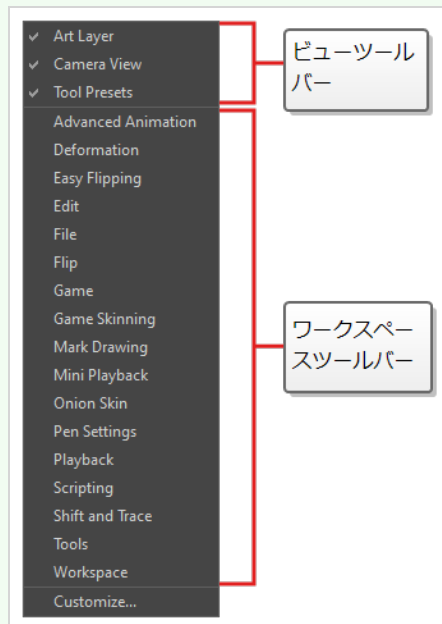 Art Layer
Camera View
Tool Presets
Advanced Animation
Deformation
Easy Flipping
Edit
File
Flip
Game
Game Skinning
Mark Drawing
Mini Playback
Onion Skin
Pen Settings
Playback
Scripting
Shift and Trace
Tools
Workspace
Customize...
ビューツール
バー
ワークスペー
スツールバー